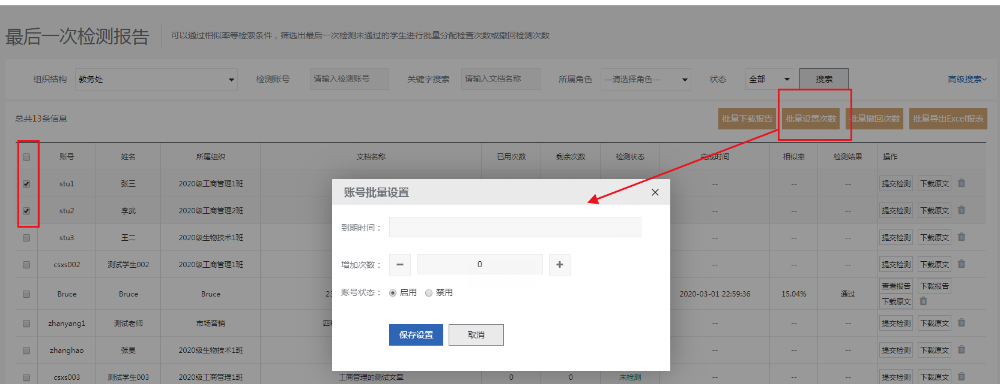 最后一次检测报告
可以通过相似率等检索条件，筛选出最后一次检测未通过的学生进行批量分配检查次数或撤回检测次数
组织结构 教务处 检测账号 请输入检测账号 关键字搜索 请输入文档名称 所属角色 ---请选择角色--- 状态 全部 搜索 高级搜索
总共13条信息 批量下载报告 批量设置次数 批量撤回次数 批量导出Excel报表
账号 姓名 所属组织 文档名称 已用次数 剩余次数 检测状态 完成时间 相似率 检测结果 操作
stu1 张三 2020级工商管理1班 -- -- -- 提交检测 下载原文
stu2 李武 2020级工商管理2班 -- -- -- 提交检测 下载原文
stu3 王二 2020级生物技术1班 -- -- -- 提交检测 下载原文
csxs002 测试学生002 2020级工商管理1班 -- -- -- 提交检测 下载原文
Bruce Bruce Bruce 23 2020-03-01 22:59:36 15.04% 通过 查看报告 下载报告
下载原文
zhanyang1 测试老师 市场营销 四种 -- -- -- 提交检测 下载原文
zhanghao 张昊 2020级生物技术1班 -- -- -- 提交检测 下载原文
csxs003 测试学生003 2020级工商管理1班 工商管理的测试文章 0 0 未检测 -- -- -- 提交检测 下载原文
账号批量设置 ×
到期时间：
增加次数： − 0 +
账号状态： 启用 禁用
保存设置 取消